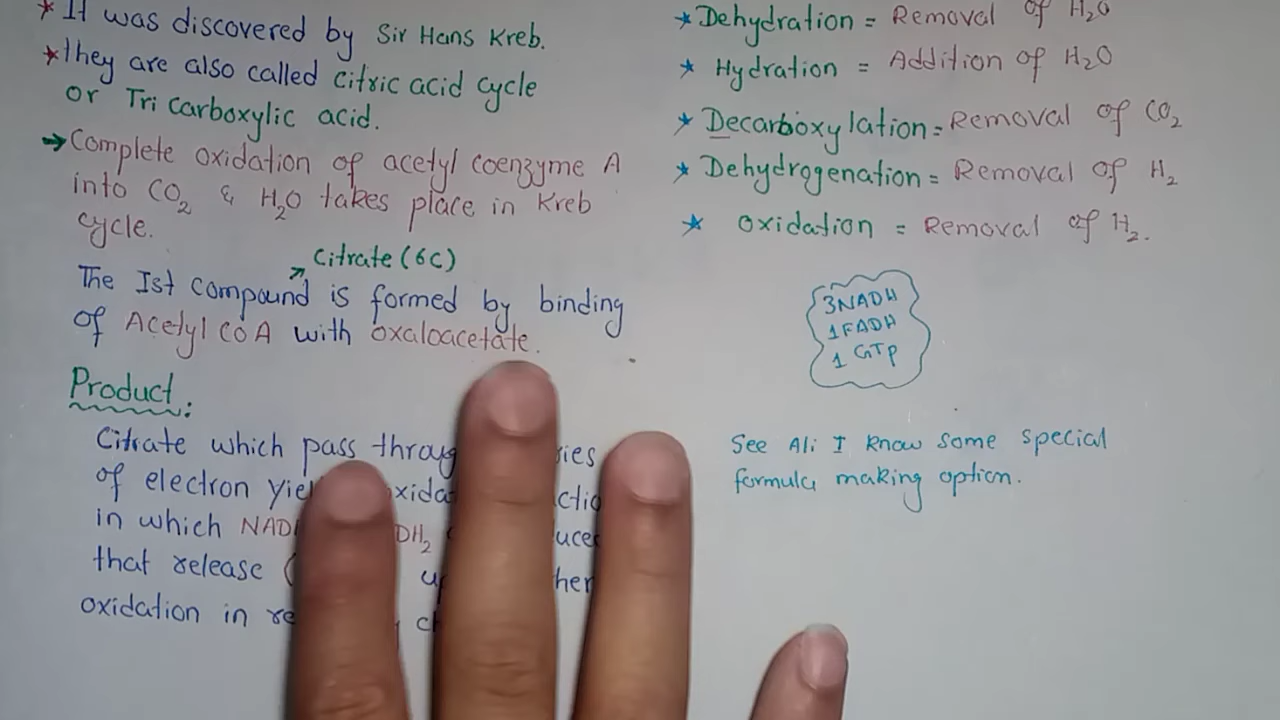 * It was discovered by Sir Hans Kreb.
* They are also called citric acid cycle
or Tri carboxylic acid.
→ Complete oxidation of acetyl coenzyme A
into CO₂ & H₂O takes place in Kreb
cycle.
Citrate (6C)
The Ist compound is formed by binding
of Acetyl CoA with oxaloacetate.
Product:
Citrate which pass
of electron
in which
that release
oxidation in
* Dehydration = Removal of H₂O
* Hydration = Addition of H₂O
* Decarboxylation = Removal of CO₂
* Dehydrogenation = Removal of H₂
* Oxidation = Removal of H₂.
3NADH
1FADH
1 GTP
See Ali I know some special
formula making option.